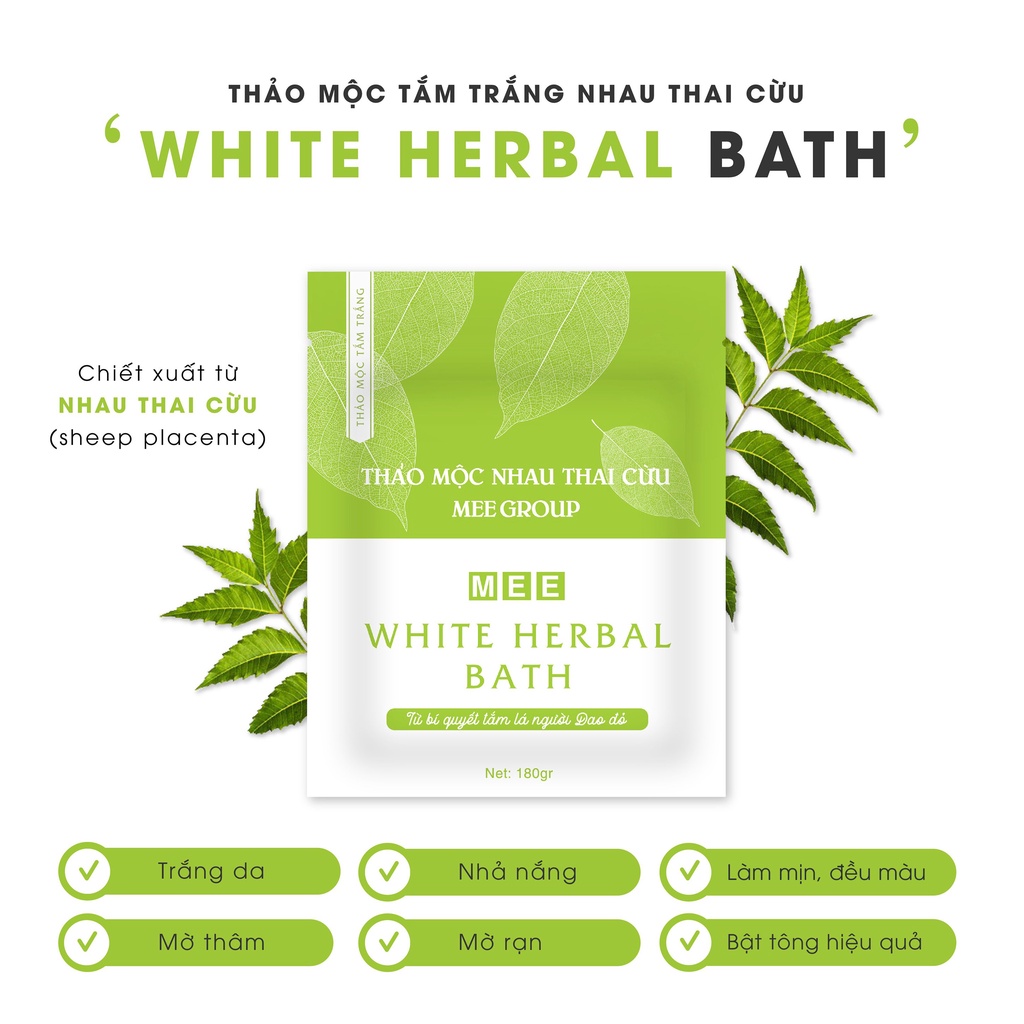 THẢO MỘC TẮM TRẮNG NHAU THAI CỪU
‘WHITE HERBAL BATH’
Chiết xuất từ
NHAU THAI CỪU
(sheep placenta)
THẢO MỘC TẮM TRẮNG
THẢO MỘC NHAU THAI CỪU
MEE GROUP
MEE
WHITE HERBAL
BATH
Từ bí quyết tắm lá người Dao đỏ
Net: 180gr
Trắng da
Nhả nắng
Làm mịn, đều màu
Mờ thâm
Mờ rạn
Bật tông hiệu quả